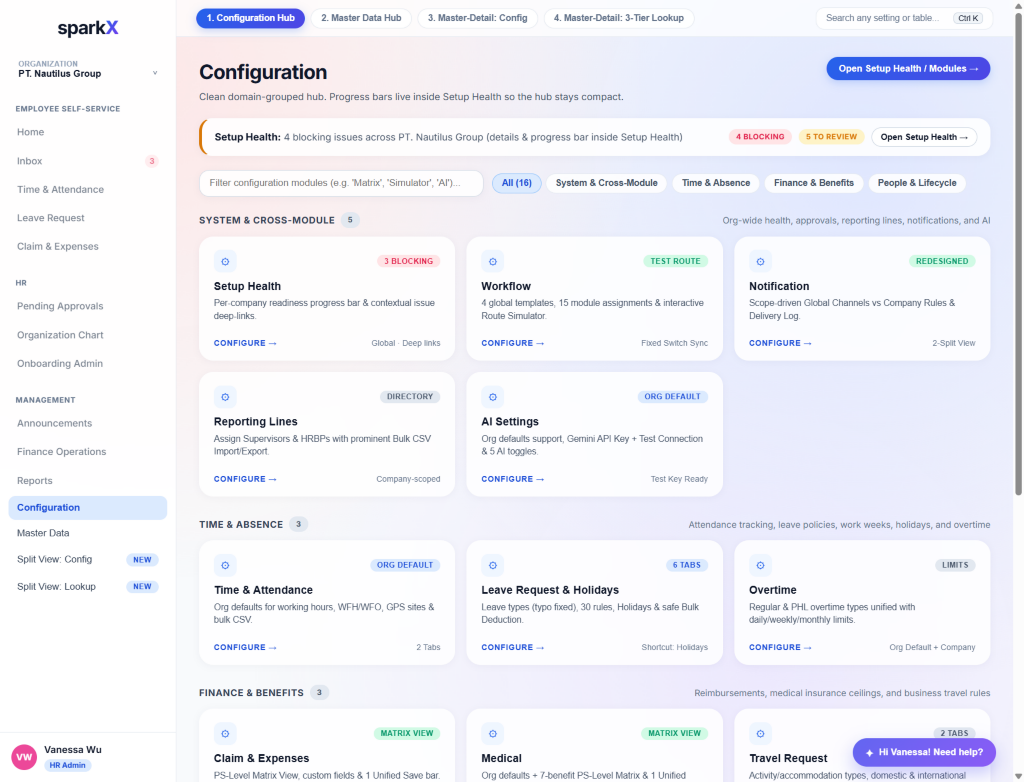 sparkX
ORGANIZATION
PT. Nautilus Group
EMPLOYEE SELF-SERVICE
Home
Inbox 3
Time & Attendance
Leave Request
Claim & Expenses
HR
Pending Approvals
Organization Chart
Onboarding Admin
MANAGEMENT
Announcements
Finance Operations
Reports
Configuration
Master Data
Split View: Config NEW
Split View: Lookup NEW
VW
Vanessa Wu
HR Admin
1. Configuration Hub 2. Master Data Hub 3. Master-Detail: Config 4. Master-Detail: 3-Tier Lookup
Search any setting or table... Ctrl K
Configuration
Open Setup Health / Modules →
Clean domain-grouped hub. Progress bars live inside Setup Health so the hub stays compact.
Setup Health: 4 blocking issues across PT. Nautilus Group (details & progress bar inside Setup Health) 4 BLOCKING 5 TO REVIEW Open Setup Health →
Filter configuration modules (e.g. 'Matrix', 'Simulator', 'AI')... All (16) System & Cross-Module Time & Absence Finance & Benefits People & Lifecycle
SYSTEM & CROSS-MODULE 5 Org-wide health, approvals, reporting lines, notifications, and AI
3 BLOCKING
Setup Health
Per-company readiness progress bar & contextual issue
deep-links.
CONFIGURE → Global · Deep links
TEST ROUTE
Workflow
4 global templates, 15 module assignments & interactive
Route Simulator.
CONFIGURE → Fixed Switch Sync
REDESIGNED
Notification
Scope-driven Global Channels vs Company Rules &
Delivery Log.
CONFIGURE → 2-Split View
DIRECTORY
Reporting Lines
Assign Supervisors & HRBPs with prominent Bulk CSV
Import/Export.
CONFIGURE → Company-scoped
ORG DEFAULT
AI Settings
Org defaults support, Gemini API Key + Test Connection
& 5 AI toggles.
CONFIGURE → Test Key Ready
TIME & ABSENCE 3 Attendance tracking, leave policies, work weeks, holidays, and overtime
ORG DEFAULT
Time & Attendance
Org defaults for working hours, WFH/WFO, GPS sites &
bulk CSV.
CONFIGURE → 2 Tabs
6 TABS
Leave Request & Holidays
Leave types (typo fixed), 30 rules, Holidays & safe Bulk
Deduction.
CONFIGURE → Shortcut: Holidays
LIMITS
Overtime
Regular & PHL overtime types unified with
daily/weekly/monthly limits.
CONFIGURE → Org Default + Company
FINANCE & BENEFITS 3 Reimbursements, medical insurance ceilings, and business travel rules
MATRIX VIEW
Claim & Expenses
PS-Level Matrix View, custom fields & 1 Unified Save bar.
MATRIX VIEW
Medical
Org defaults + 7-benefit PS-Level Matrix & 1 Unified
2 TABS
Travel Request
Activity/accommodation types, domestic & international
Hi Vanessa! Need help?